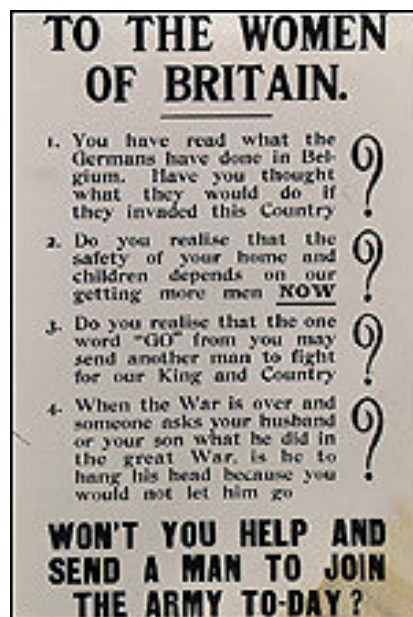 TO THE WOMEN
OF BRITAIN.
1. You have read what the
Germans have done in Bel-
gium. Have you thought
what they would do if
they invaded this Country ?
2. Do you realise that the
safety of your home and
children depends on our
getting more men NOW ?
3. Do you realise that the one
word "GO" from you may
send another man to fight
for our King and Country ?
4. When the War is over and
someone asks your husband
or your son what he did in
the great War, is he to
hang his head because you
would not let him go ?
WON'T YOU HELP AND
SEND A MAN TO JOIN
THE ARMY TO-DAY ?